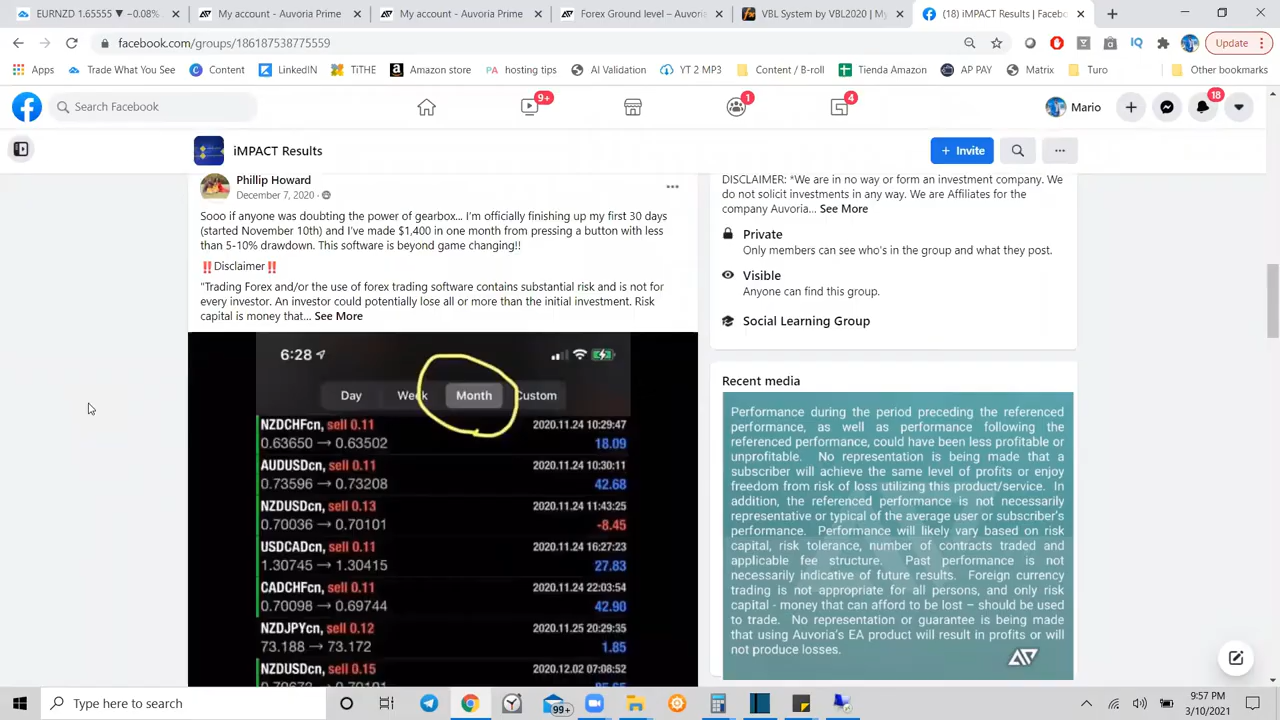 EURNZD 1.65555 ▼ −0.08%
My account – Auvoria Prime
My account – Auvoria Prime
Forex Ground level – Auvoris
VBL System by VBL2020 | My
(18) iMPACT Results | Faceb
facebook.com/groups/186187538775559
Update
Apps
Trade What You See
Content
LinkedIN
TiTHE
Amazon store
PA hosting tips
AI Validation
YT 2 MP3
Content / B-roll
Tienda Amazon
AP PAY
Matrix
Turo
Other bookmarks
Search Facebook
9+
1
4
Mario
18
iMPACT Results
+ Invite
Phillip Howard
December 7, 2020
Sooo if anyone was doubting the power of gearbox... I'm officially finishing up my first 30 days
(started November 10th) and I've made $1,400 in one month from pressing a button with less
than 5-10% drawdown. This software is beyond game changing!!
‼️Disclaimer‼️
"Trading Forex and/or the use of forex trading software contains substantial risk and is not for
every investor. An investor could potentially lose all or more than the initial investment. Risk
capital is money that... See More
6:28
Day Week Month Custom
NZDCHFcn, sell 0.11 2020.11.24 10:29:47
0.63650 → 0.63502 18.09
AUDUSDcn, sell 0.11 2020.11.24 10:30:11
0.73596 → 0.73208 42.68
NZDUSDcn, sell 0.13 2020.11.24 11:43:25
0.70036 → 0.70101 -8.45
USDCADcn, sell 0.11 2020.11.24 16:27:23
1.30745 → 1.30415 27.83
CADCHFcn, sell 0.11 2020.11.24 22:03:54
0.70098 → 0.69744 42.90
NZDJPYcn, sell 0.12 2020.11.25 20:29:35
73.188 → 73.172 1.85
NZDUSDcn, sell 0.15 2020.12.02 07:08:52
DISCLAIMER: *We are in no way or form an investment company. We
do not solicit investments in any way. We are Affiliates for the
company Auvoria... See More
Private
Only members can see who's in the group and what they post.
Visible
Anyone can find this group.
Social Learning Group
Recent media
Performance during the period preceding the referenced
performance, as well as performance following the
referenced performance, could have been less profitable or
unprofitable. No representation is being made that a
subscriber will achieve the same level of profits or enjoy
freedom from risk of loss utilizing this product/service. In
addition, the referenced performance is not necessarily
representative or typical of the average user or subscriber's
performance. Performance will likely vary based on risk
capital, risk tolerance, number of contracts traded and
applicable fee structure. Past performance is not
necessarily indicative of future results. Foreign currency
trading is not appropriate for all persons, and only risk
capital - money that can afford to be lost – should be used
to trade. No representation or guarantee is being made
that using Auvoria's EA product will result in profits or will
not produce losses.
Type here to search
99+
9:57 PM
3/10/2021